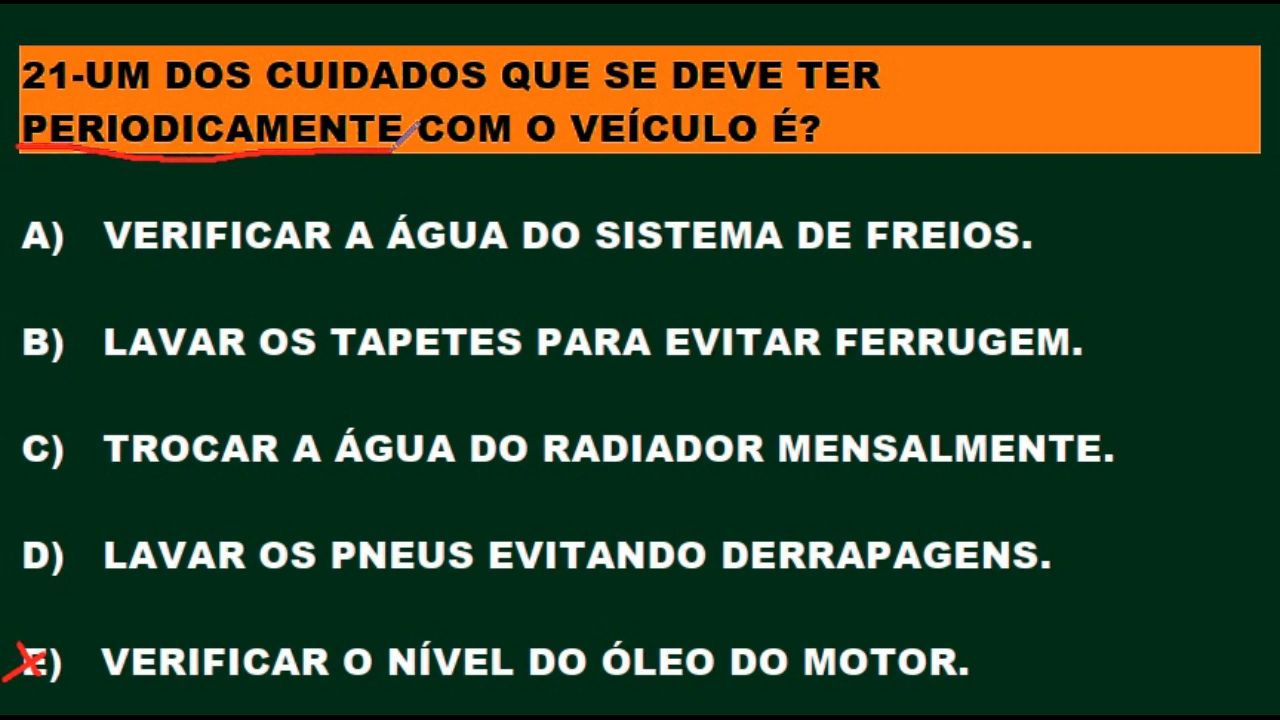 21-UM DOS CUIDADOS QUE SE DEVE TER
PERIODICAMENTE COM O VEÍCULO É?
A) VERIFICAR A ÁGUA DO SISTEMA DE FREIOS.
B) LAVAR OS TAPETES PARA EVITAR FERRUGEM.
C) TROCAR A ÁGUA DO RADIADOR MENSALMENTE.
D) LAVAR OS PNEUS EVITANDO DERRAPAGENS.
E) VERIFICAR O NÍVEL DO ÓLEO DO MOTOR.